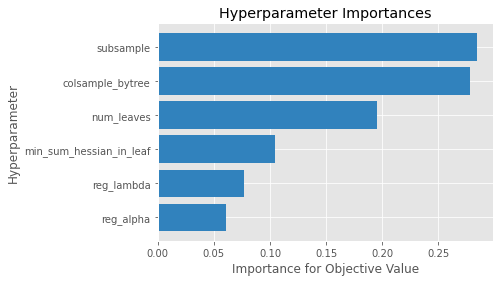 Hyperparameter Importances
Hyperparameter
subsample
colsample_bytree
num_leaves
min_sum_hessian_in_leaf
reg_lambda
reg_alpha
0.00 0.05 0.10 0.15 0.20 0.25
Importance for Objective Value